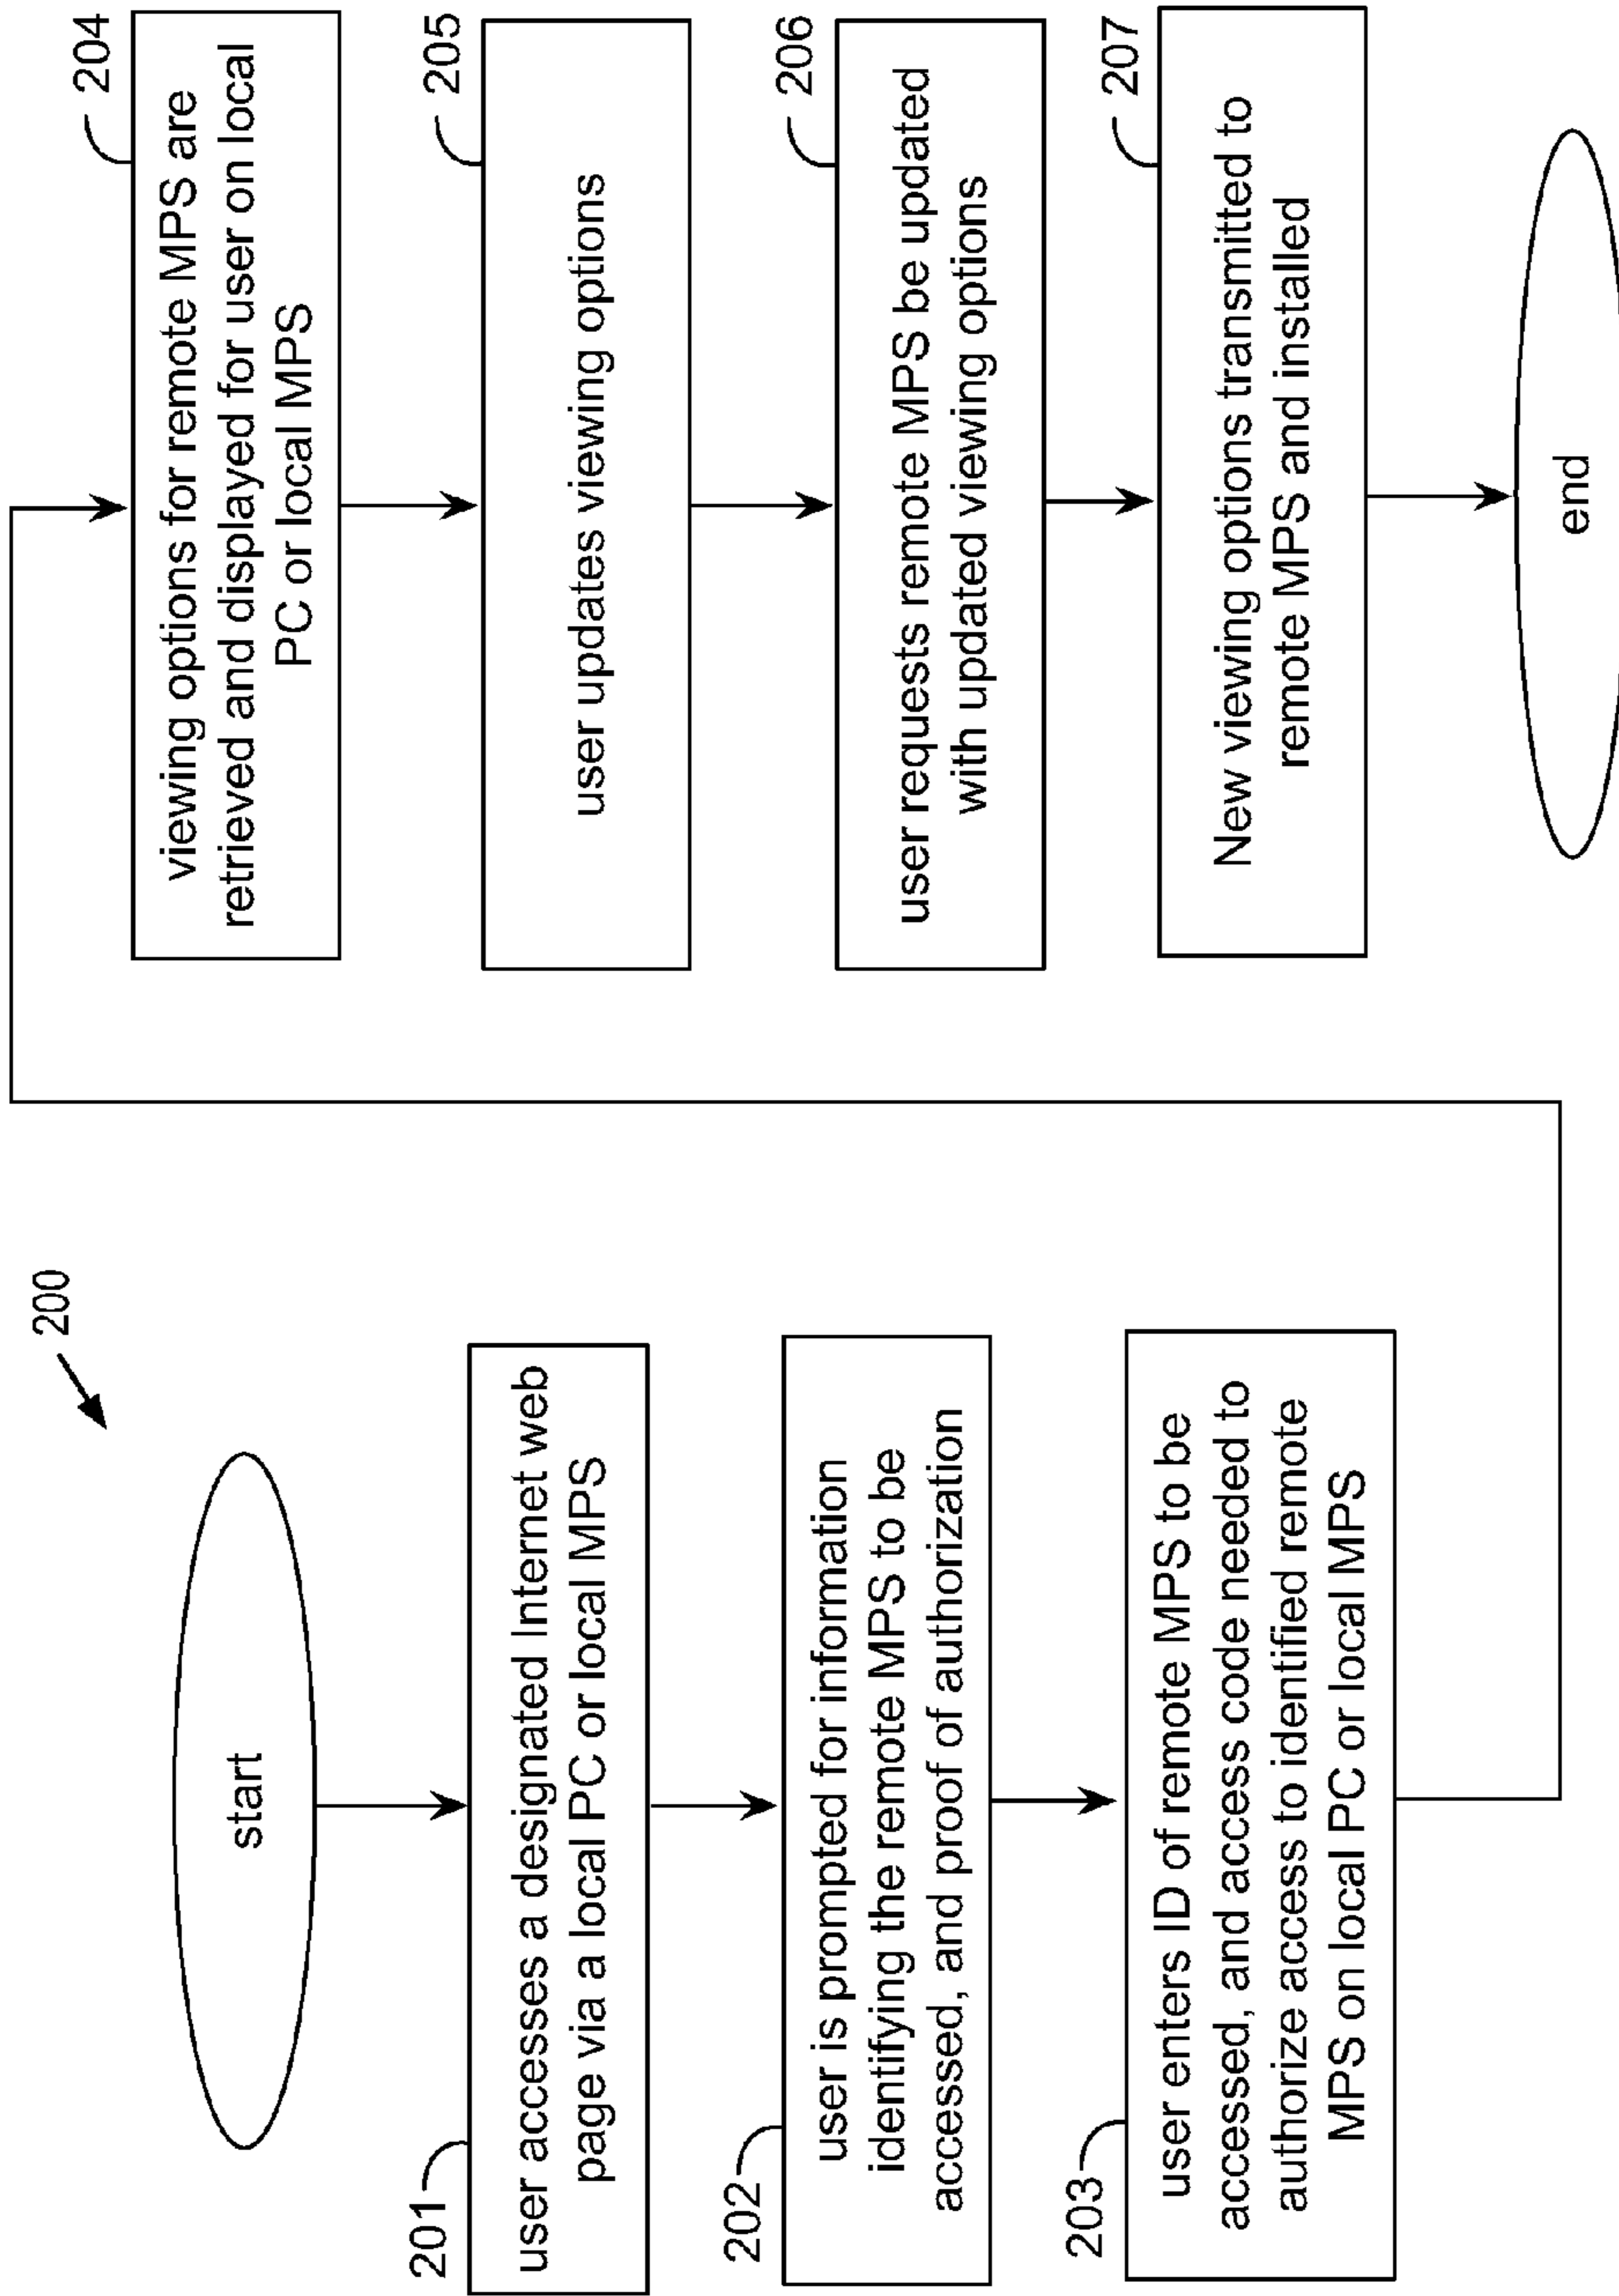 200
start
201
user accesses a designated Internet web
page via a local PC or local MPS
202
user is prompted for information
identifying the remote MPS to be
accessed, and proof of authorization
203
user enters ID of remote MPS to be
accessed, and access code needed to
authorize access to identified remote
MPS on local PC or local MPS
204
viewing options for remote MPS are
retrieved and displayed for user on local
PC or local MPS
205
user updates viewing options
206
user requests remote MPS be updated
with updated viewing options
207
New viewing options transmitted to
remote MPS and installed
end